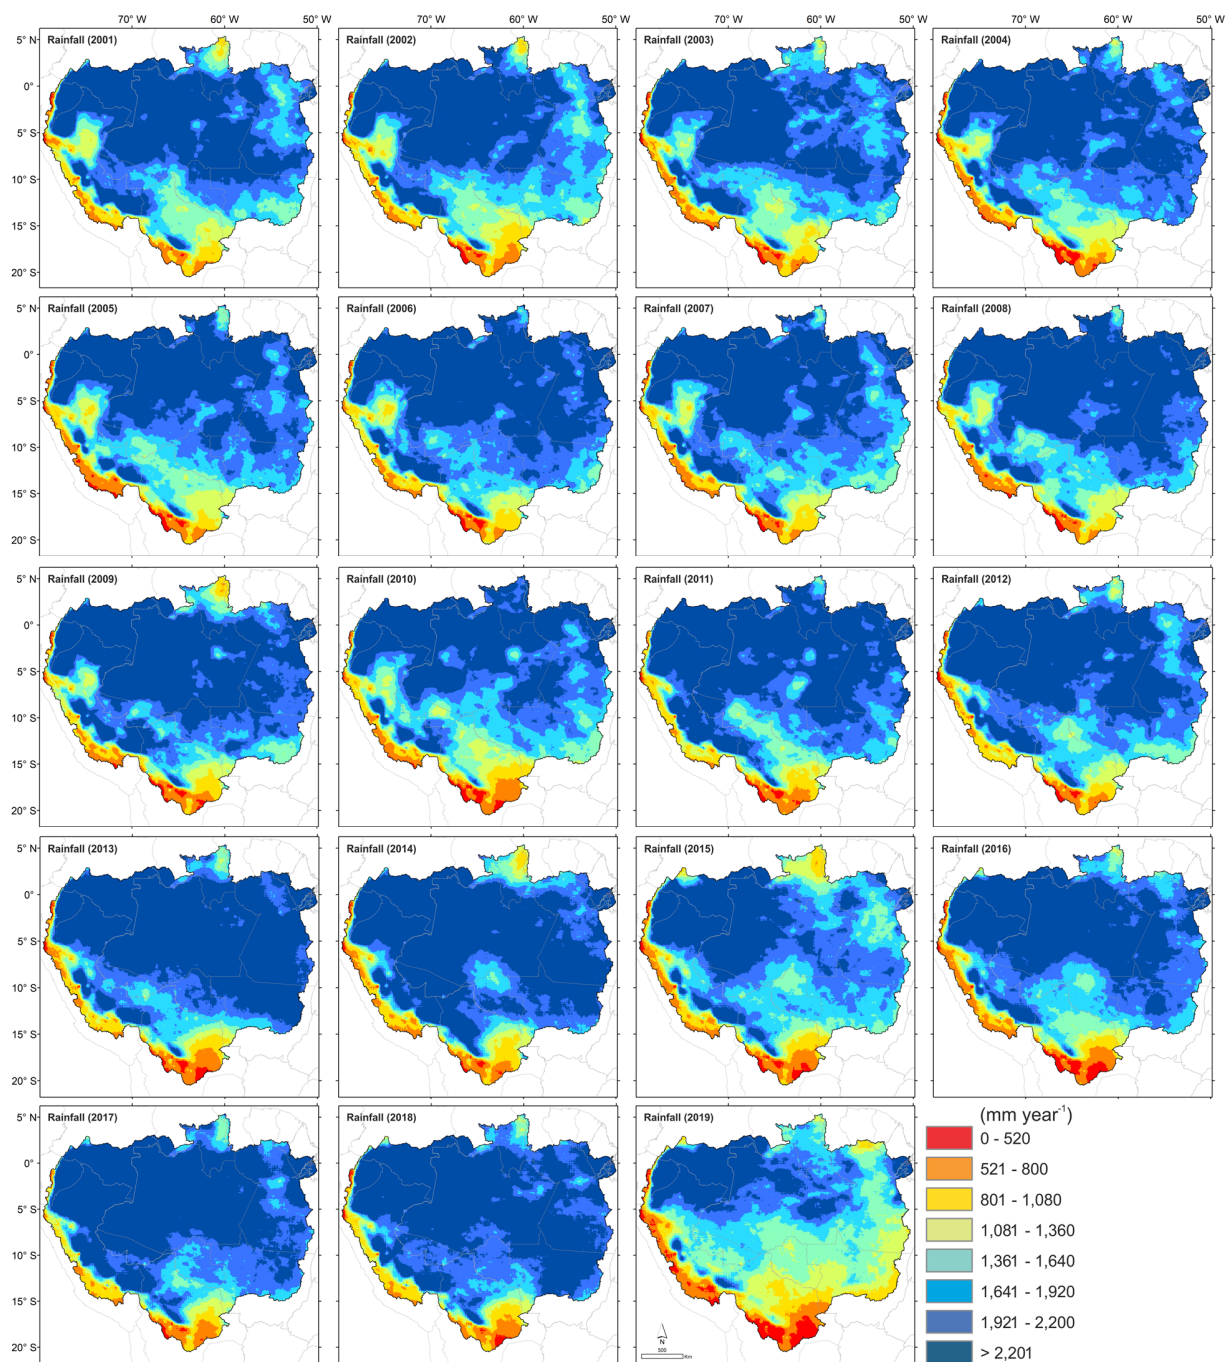 70° W 60° W 50° W 70° W 60° W 50° W 70° W 60° W 50° W 70° W 60° W 50° W
5° N Rainfall (2001) Rainfall (2002) Rainfall (2003) Rainfall (2004)
0°
5° S
10° S
15° S
20° S
5° N Rainfall (2005) Rainfall (2006) Rainfall (2007) Rainfall (2008)
0°
5° S
10° S
15° S
20° S
5° N Rainfall (2009) Rainfall (2010) Rainfall (2011) Rainfall (2012)
0°
5° S
10° S
15° S
20° S
5° N Rainfall (2013) Rainfall (2014) Rainfall (2015) Rainfall (2016)
0°
5° S
10° S
15° S
20° S
5° N Rainfall (2017) Rainfall (2018) Rainfall (2019)
0°
5° S
10° S
15° S
20° S
N
500
Km
(mm year⁻¹)
0 - 520
521 - 800
801 - 1,080
1,081 - 1,360
1,361 - 1,640
1,641 - 1,920
1,921 - 2,200
> 2,201